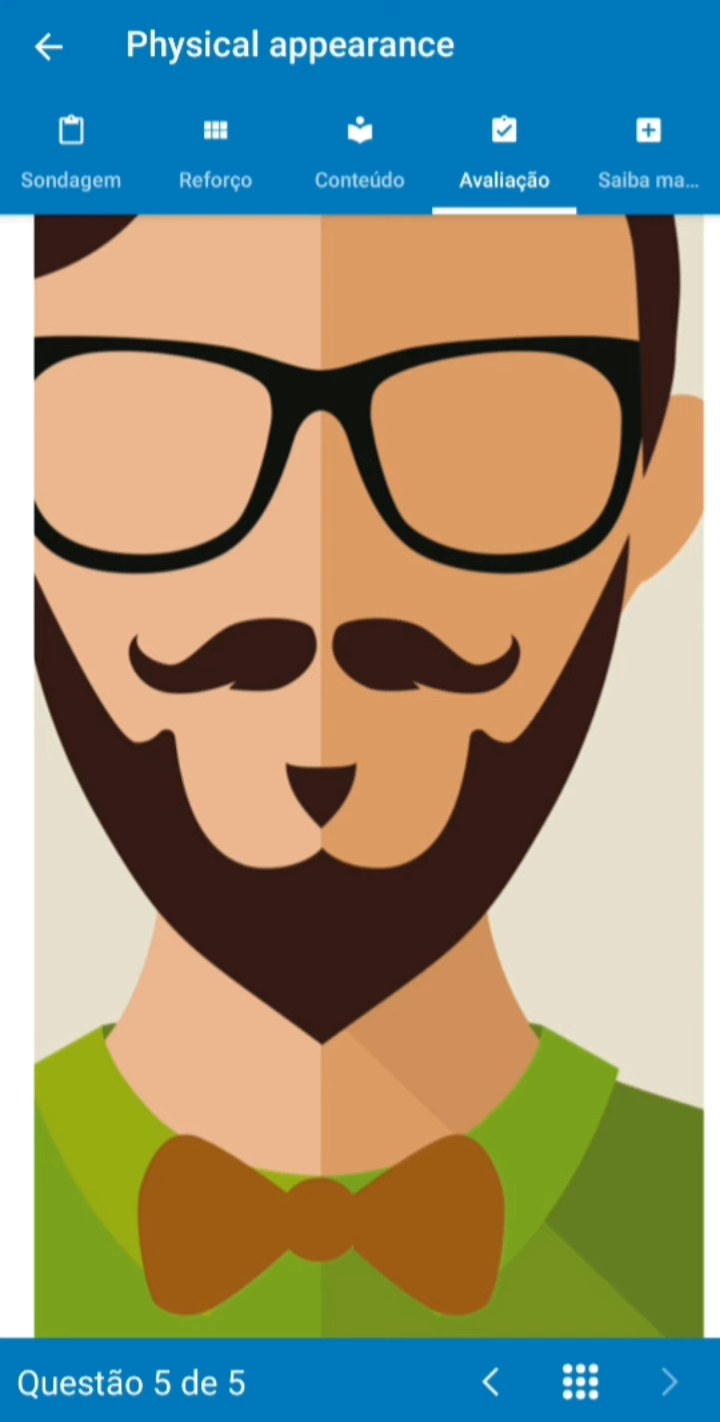 Physical appearance
Sondagem
Reforço
Conteúdo
Avaliação
Saiba ma...
Questão 5 de 5